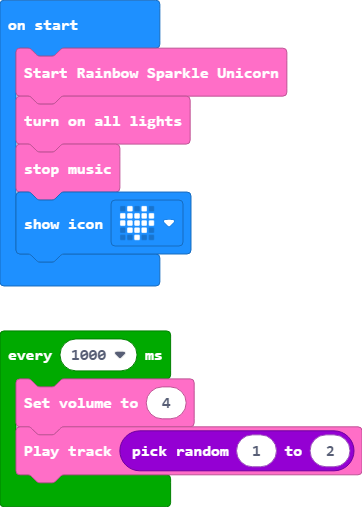 on start
Start Rainbow Sparkle Unicorn
turn on all lights
stop music
show icon
every 1000 ms
Set volume to 4
Play track pick random 1 to 2